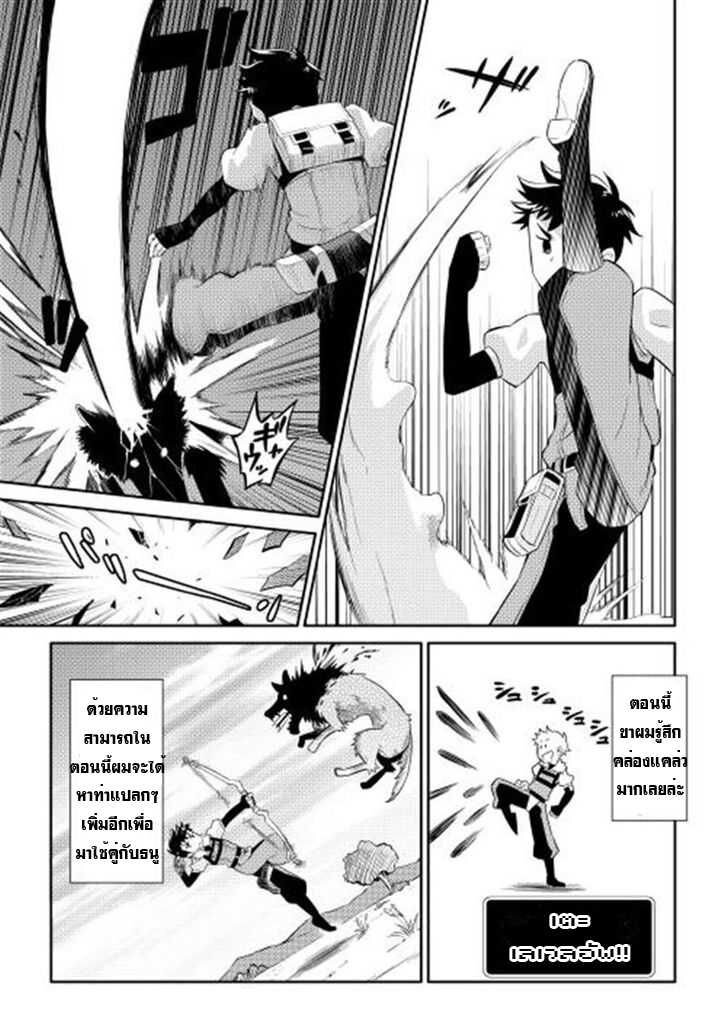 ゴ
ギャウッ
パシッ
シュ シュ
ตอนนี้
ขาผมรู้สึก
คล่องแคล่ว
มากเลยล่ะ
เตะ
เลเวลอัพ!!
ด้วยความ
สามารถใน
ตอนนี้ผมจะได้
หาท่าแปลกๆ
เพิ่มอีกเพื่อ
มาใช้คู่กับธนู